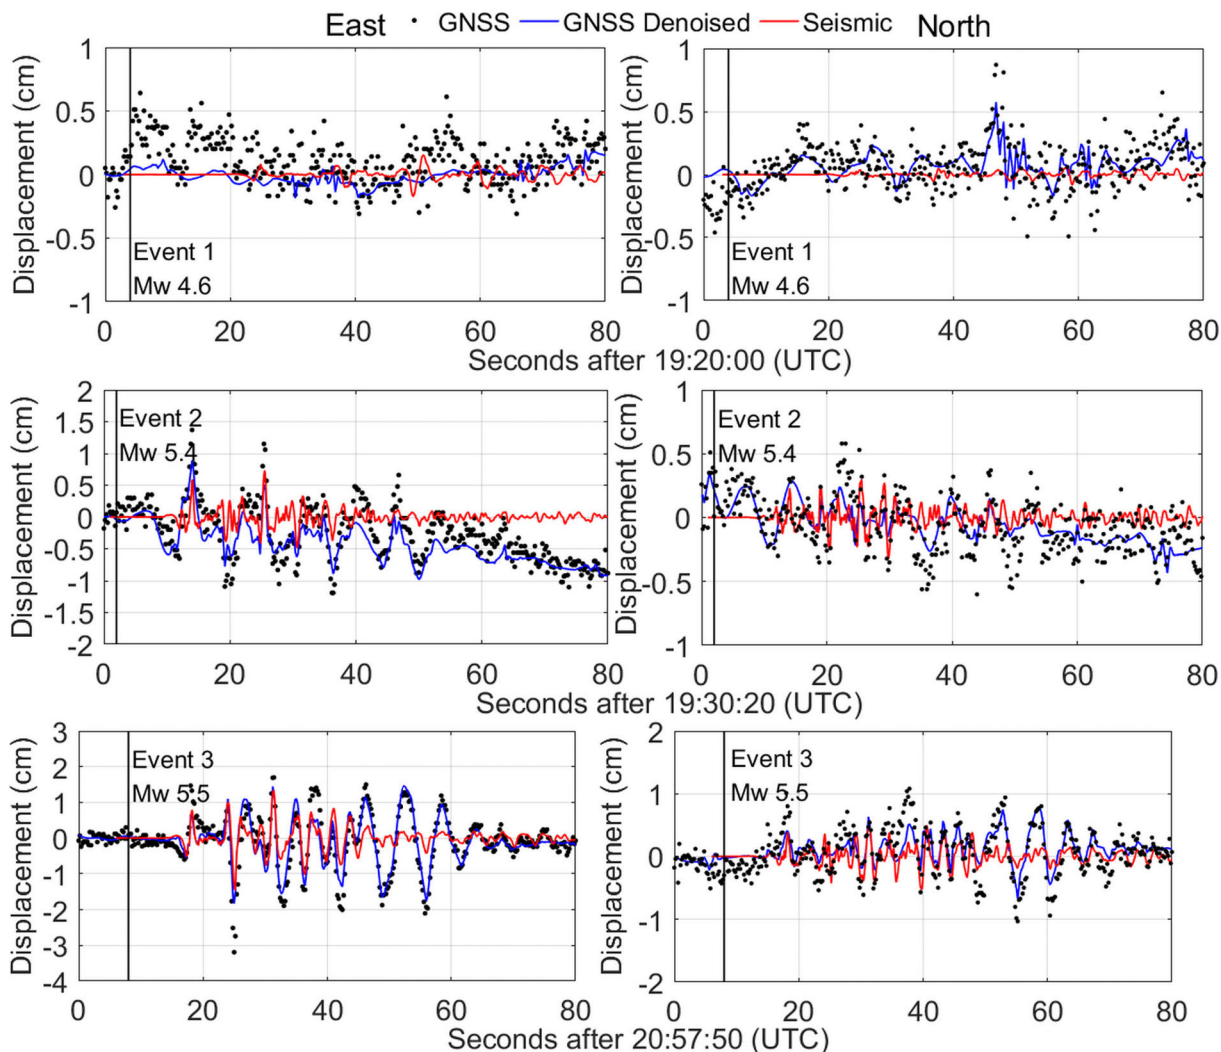 East GNSS GNSS Denoised Seismic North
1
0.5
0
-0.5
-1
Displacement (cm)
Event 1
Mw 4.6
0 20 40 60 80
1
0.5
0
-0.5
-1
Displacement (cm)
Event 1
Mw 4.6
0 20 40 60 80
Seconds after 19:20:00 (UTC)
2
1.5
1
0.5
0
-0.5
-1
-1.5
-2
Displacement (cm)
Event 2
Mw 5.4
0 20 40 60 80
1
0.5
0
-0.5
-1
Displacement (cm)
Event 2
Mw 5.4
0 20 40 60 80
Seconds after 19:30:20 (UTC)
3
2
1
0
-1
-2
-3
-4
Displacement (cm)
Event 3
Mw 5.5
0 20 40 60 80
2
1
0
-1
-2
Displacement (cm)
Event 3
Mw 5.5
0 20 40 60 80
Seconds after 20:57:50 (UTC)